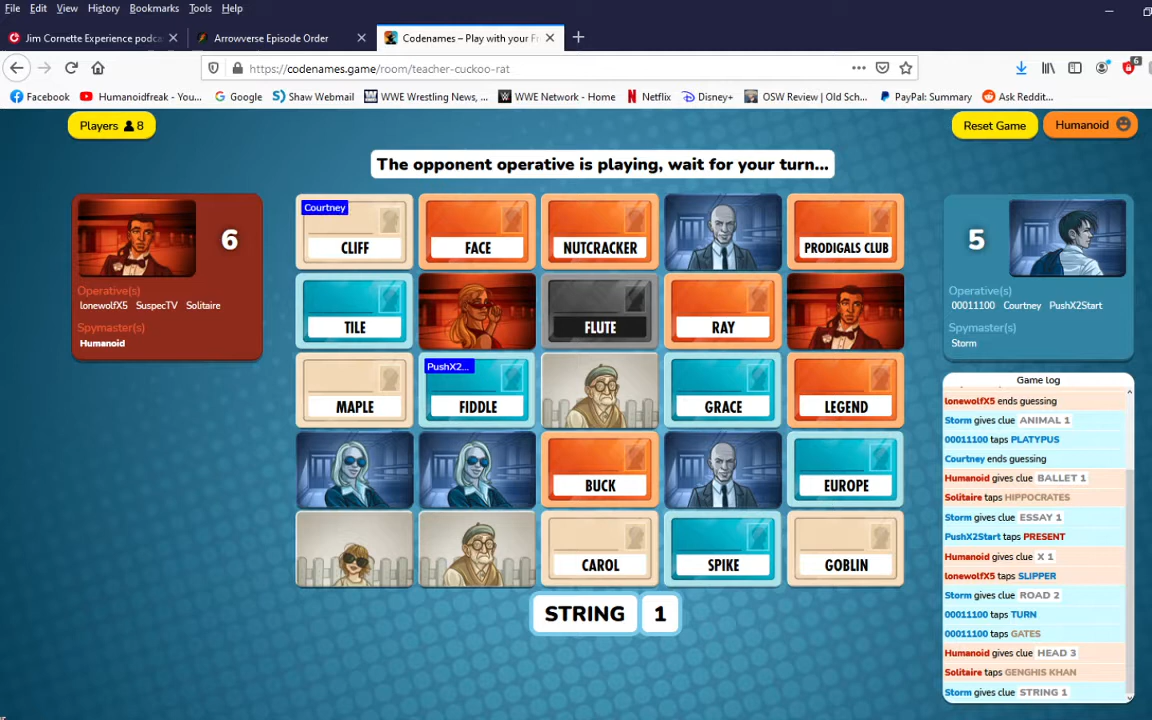 File Edit View History Bookmarks Tools Help
Jim Cornette Experience podca
Arrowverse Episode Order
Codenames – Play with your Fr
https://codenames.game/room/teacher-cuckoo-rat
6
Facebook Humanoidfreak - You... Google Shaw Webmail WWE Wrestling News, ... WWE Network - Home Netflix Disney+ OSW Review | Old Sch... PayPal: Summary Ask Reddit...
Players 8
Reset Game
Humanoid
The opponent operative is playing, wait for your turn...
6
Operative(s)
lonewolfX5 SuspecTV Solitaire
Spymaster(s)
Humanoid
Courtney
CLIFF
FACE
NUTCRACKER
PRODIGALS CLUB
TILE
FLUTE
RAY
MAPLE
PushX2...
FIDDLE
GRACE
LEGEND
BUCK
EUROPE
CAROL
SPIKE
GOBLIN
STRING 1
5
Operative(s)
00011100 Courtney PushX2Start
Spymaster(s)
Storm
Game log
lonewolfX5 ends guessing
Storm gives clue ANIMAL 1
00011100 taps PLATYPUS
Courtney ends guessing
Humanoid gives clue BALLET 1
Solitaire taps HIPPOCRATES
Storm gives clue ESSAY 1
PushX2Start taps PRESENT
Humanoid gives clue X 1
lonewolfX5 taps SLIPPER
Storm gives clue ROAD 2
00011100 taps TURN
00011100 taps GATES
Humanoid gives clue HEAD 3
Solitaire taps GENGHIS KHAN
Storm gives clue STRING 1